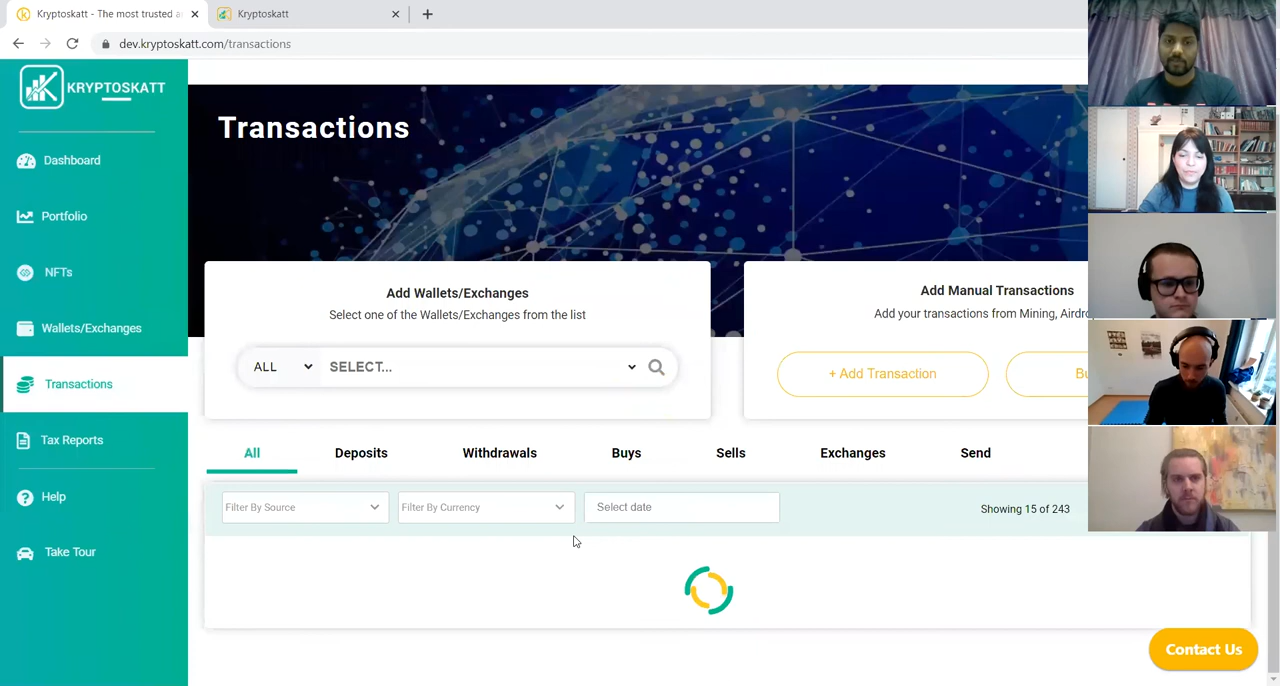 Kryptoskatt - The most trusted a
Kryptoskatt
dev.kryptoskatt.com/transactions
KRYPTOSKATT
Dashboard
Portfolio
NFTs
Wallets/Exchanges
Transactions
Tax Reports
Help
Take Tour
Transactions
Add Wallets/Exchanges
Select one of the Wallets/Exchanges from the list
ALL
SELECT...
Add Manual Transactions
Add your transactions from Mining, Airdrop
+ Add Transaction
Bu
All
Deposits
Withdrawals
Buys
Sells
Exchanges
Send
Filter By Source
Filter By Currency
Select date
Showing 15 of 243
Contact Us